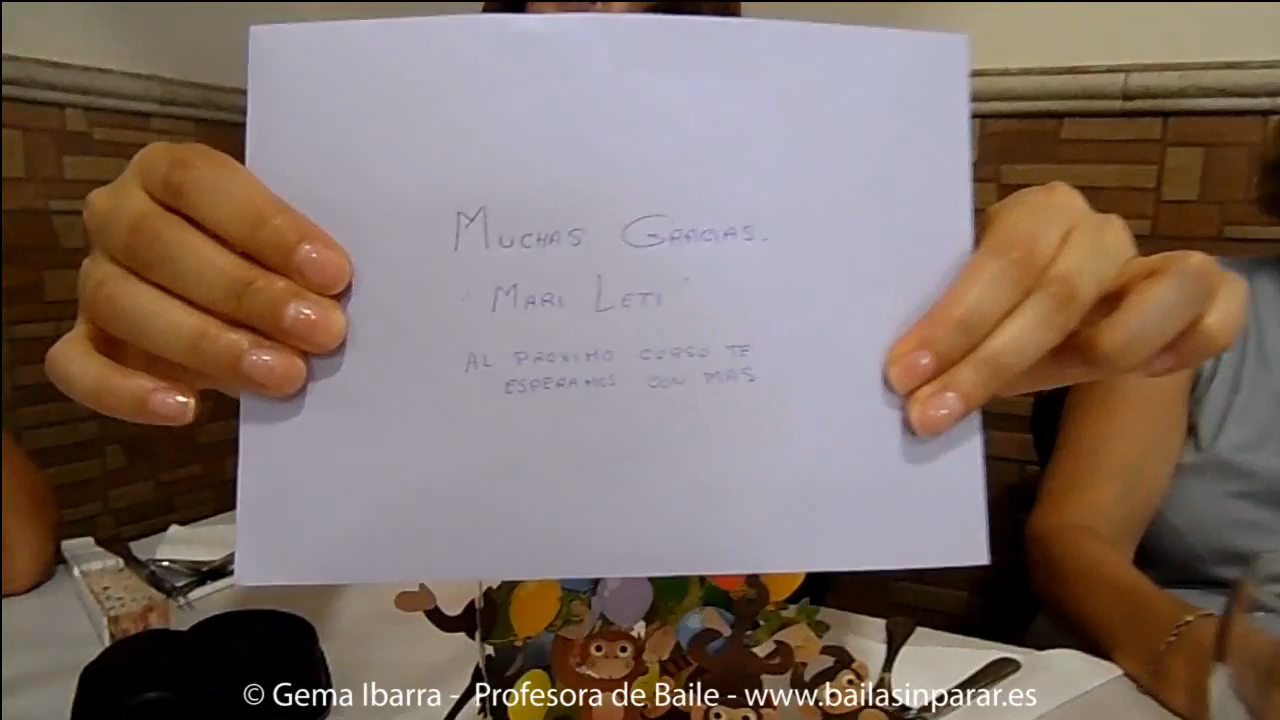 MUCHAS GRACIAS.
"MARI LETI"
AL PROXIMO CURSO TE
ESPERAMOS CON MAS
© Gema Ibarra - Profesora de Baile - www.bailasinparar.es